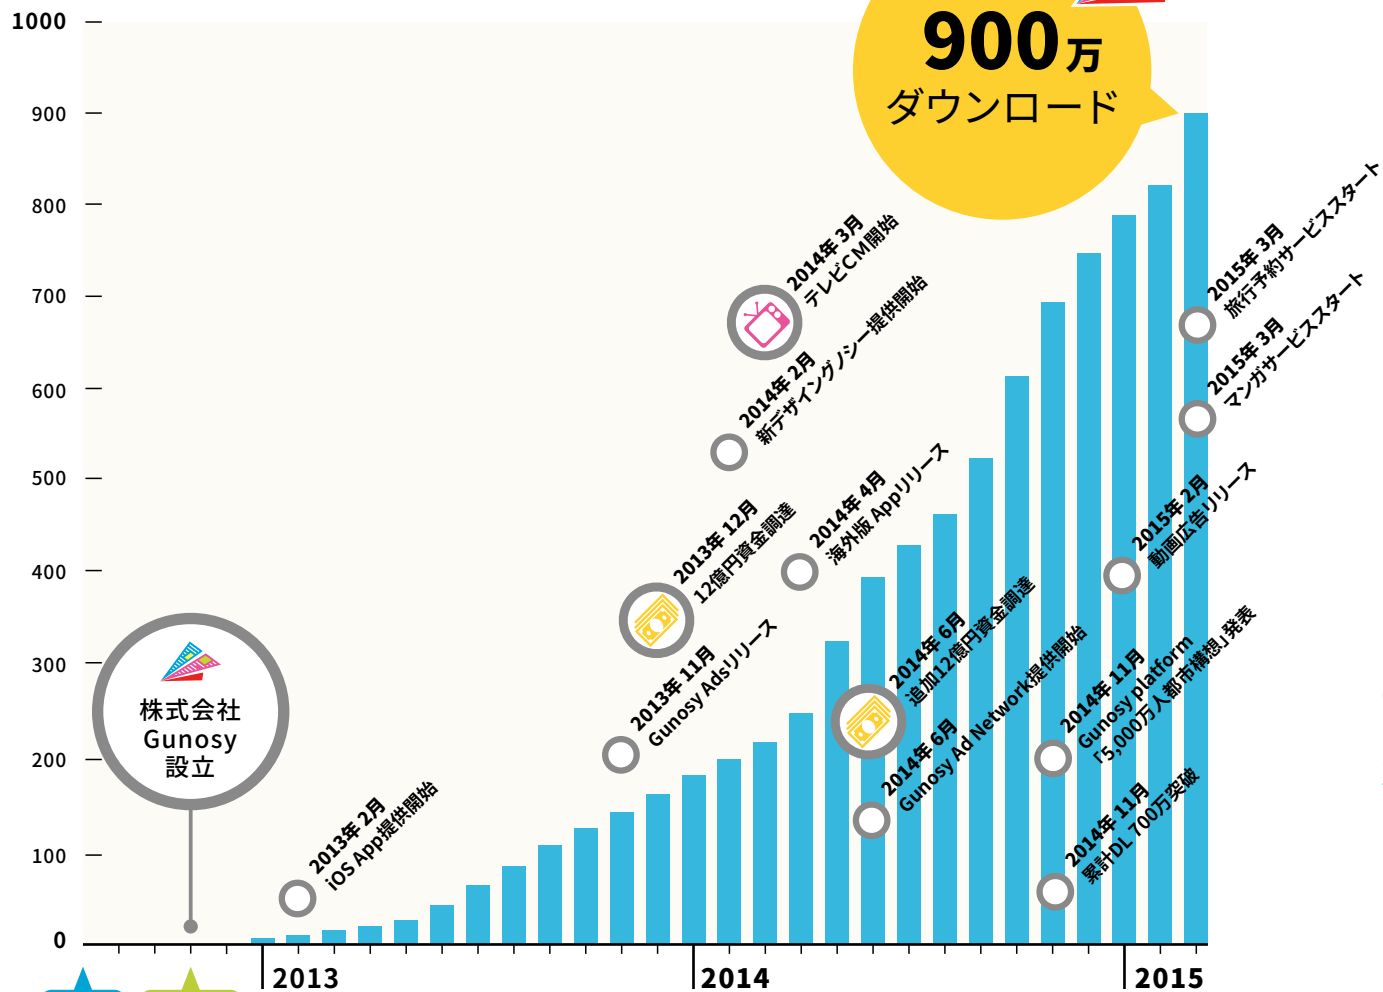 1000
900
800
700
600
500
400
300
200
100
0
900万
ダウンロード
株式会社
Gunosy
設立
2013年 2月
iOS App提供開始
2013年 11月
Gunosy Adsリリース
2013年 12月
12億円資金調達
2014年 2月
新デザイングノシー提供開始
2014年 3月
テレビCM開始
2014年 4月
海外版 Appリリース
2014年 6月
追加12億円資金調達
2014年 6月
Gunosy Ad Network提供開始
2014年 11月
Gunosy platform
「5,000万人都市構想」発表
2014年 11月
累計DL 700万突破
2015年 2月
動画広告リリース
2015年 3月
旅行予約サービススタート
2015年 3月
マンガサービススタート
2013
2014
2015